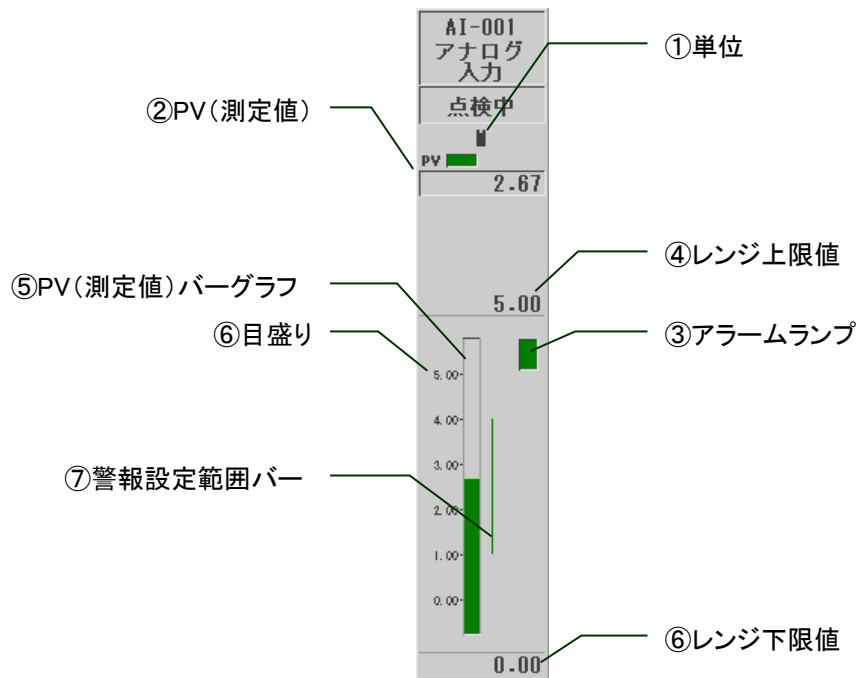 AI-001
アナログ
入力
①単位
点検中
②PV(測定値)
PV
2.67
④レンジ上限値
⑤PV(測定値)バーグラフ
5.00
⑥目盛り
③アラームランプ
5.00
4.00
3.00
⑦警報設定範囲バー
2.00
1.00
0.00
⑥レンジ下限値
0.00